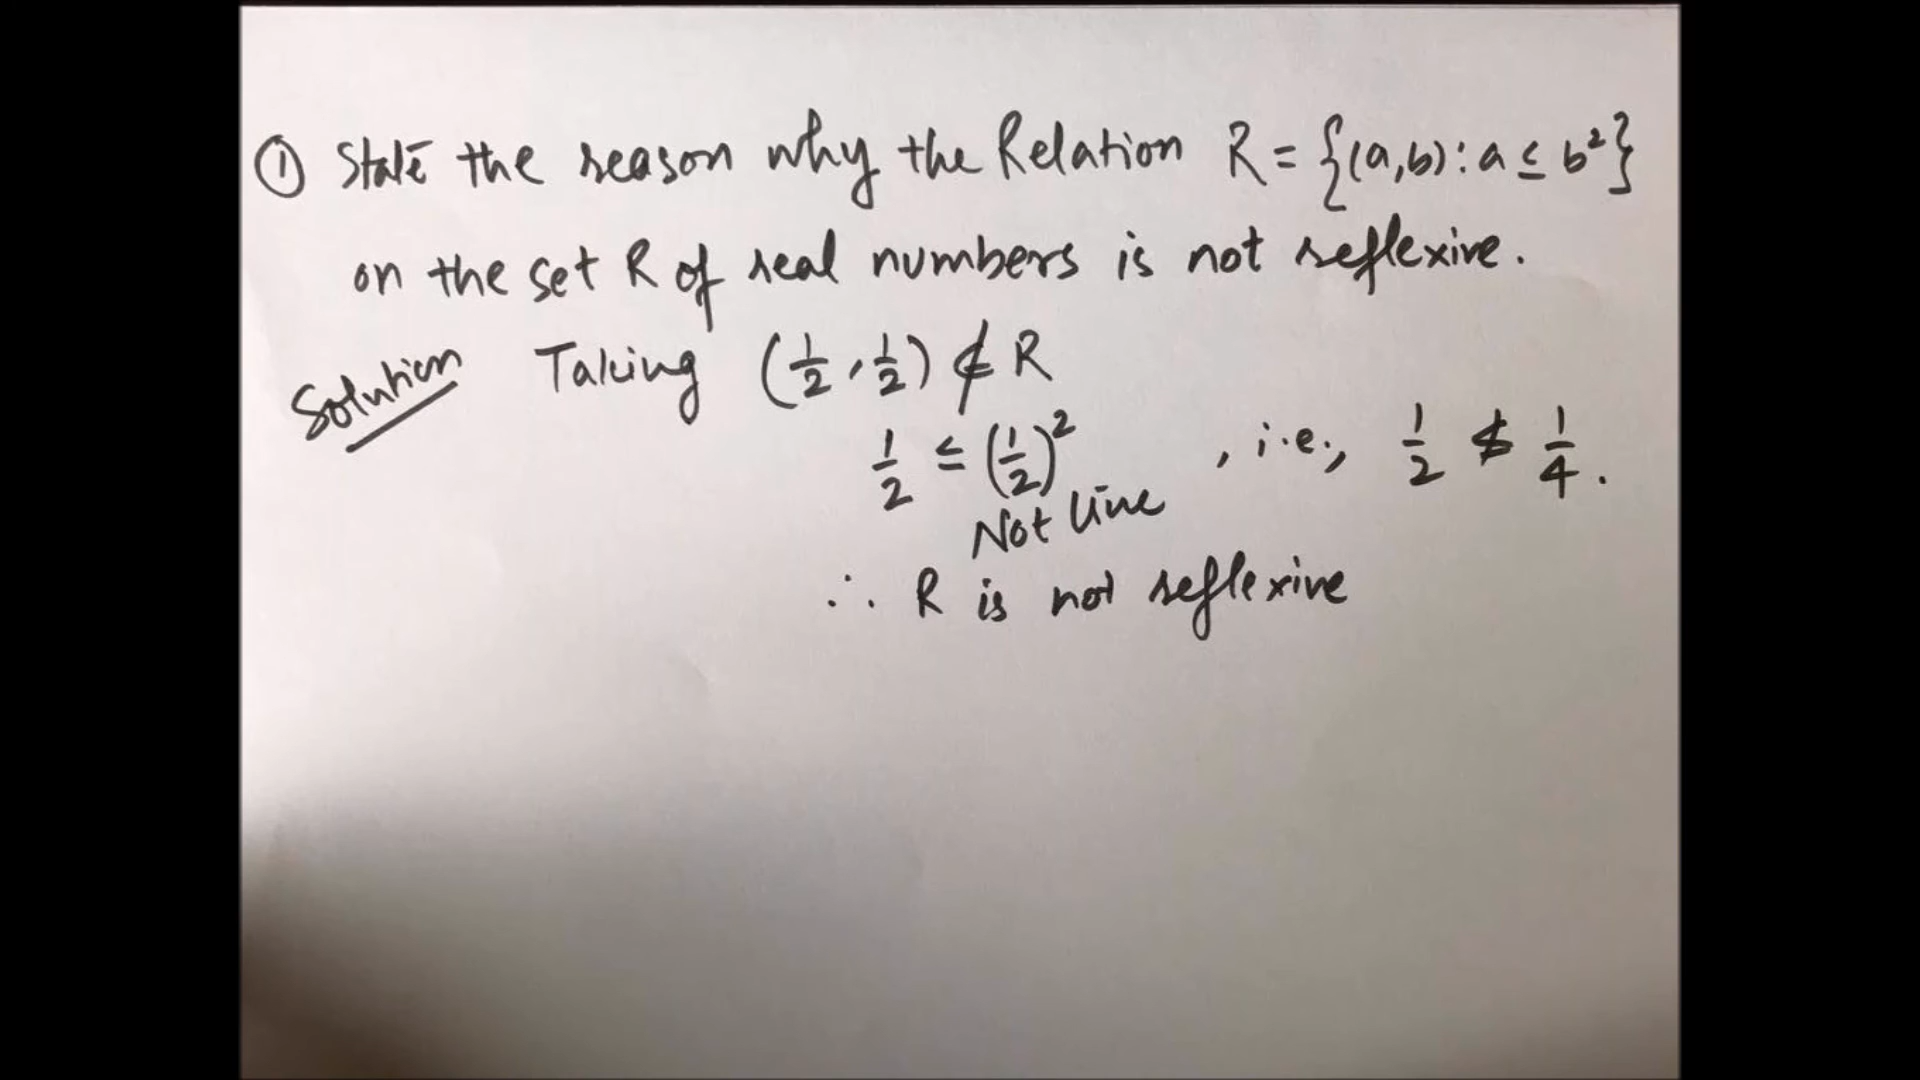 ① State the reason why the Relation R = {(a,b) : a ≤ b²}
on the set R of real numbers is not reflexive.
Solution Taking (1/2, 1/2) ∉ R
1/2 ≤ (1/2)² , i.e., 1/2 ≰ 1/4.
Not true
∴ R is not reflexive